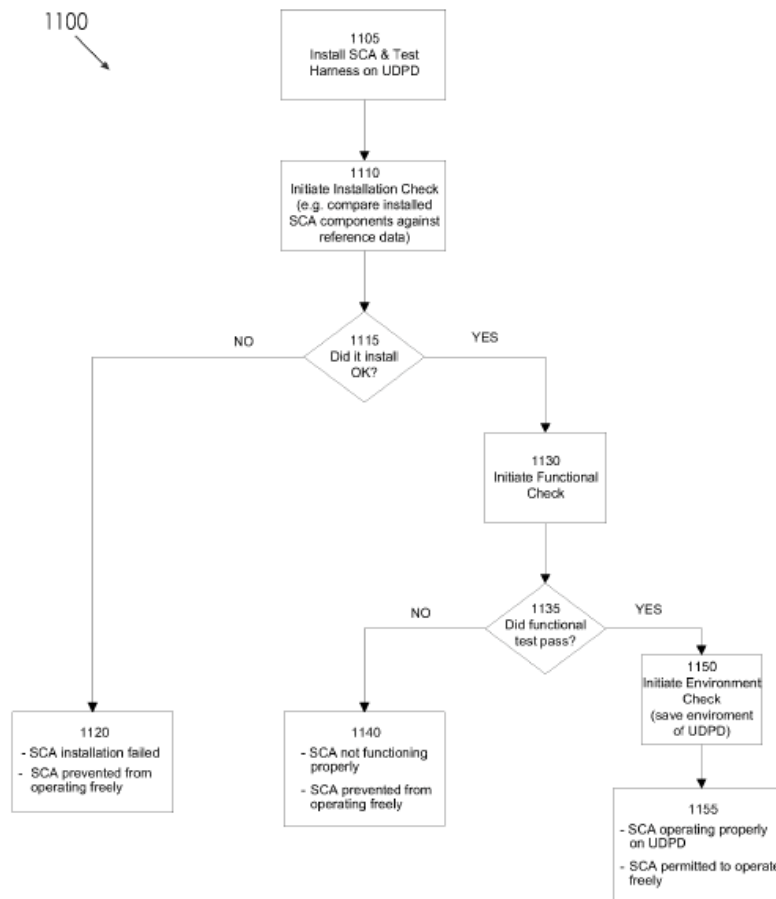 1100
1105
Install SCA & Test
Harness on UDPD
1110
Initiate Installation Check
(e.g. compare installed
SCA components against
reference data)
1115
Did it install
OK?
NO
YES
1130
Initiate Functional
Check
1135
Did functional
test pass?
NO
YES
1150
Initiate Environment
Check
(save enviroment
of UDPD)
1120
- SCA installation failed
- SCA prevented from
operating freely
1140
- SCA not functioning
properly
- SCA prevented from
operating freely
1155
- SCA operating properly
on UDPD
- SCA permitted to operate
freely